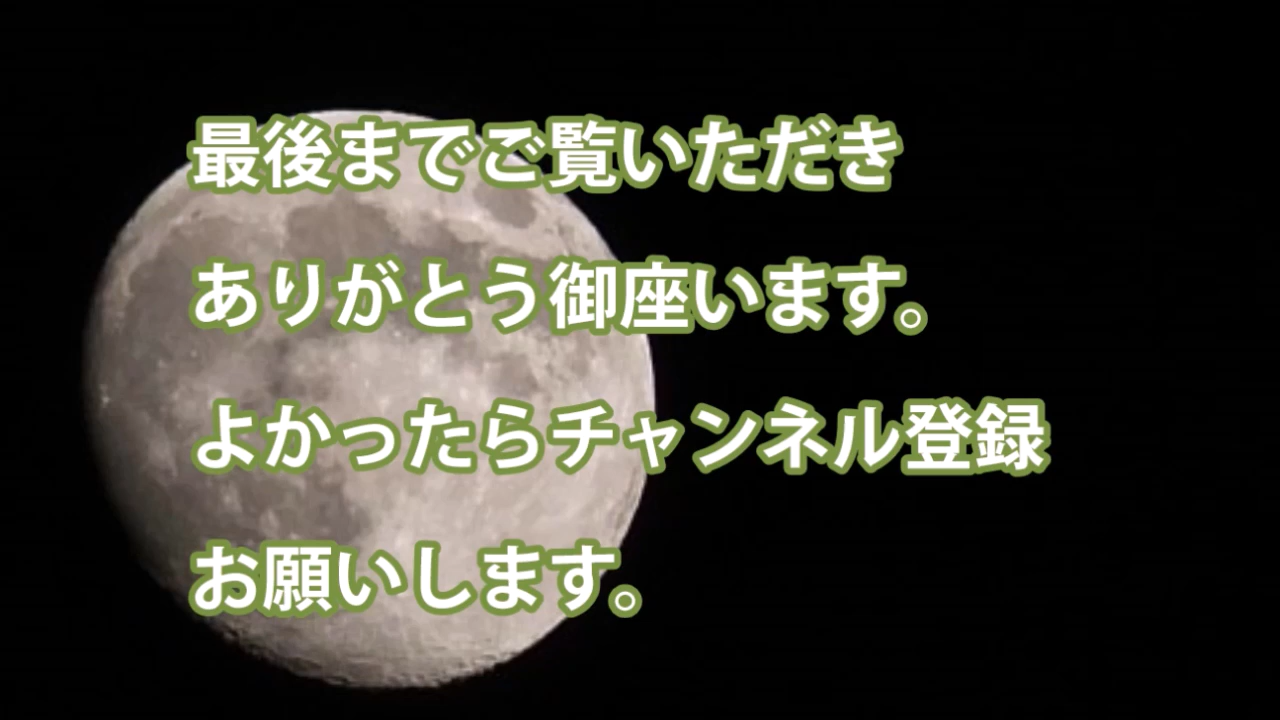 最後までご覧いただき
ありがとう御座います。
よかったらチャンネル登録
お願いします。